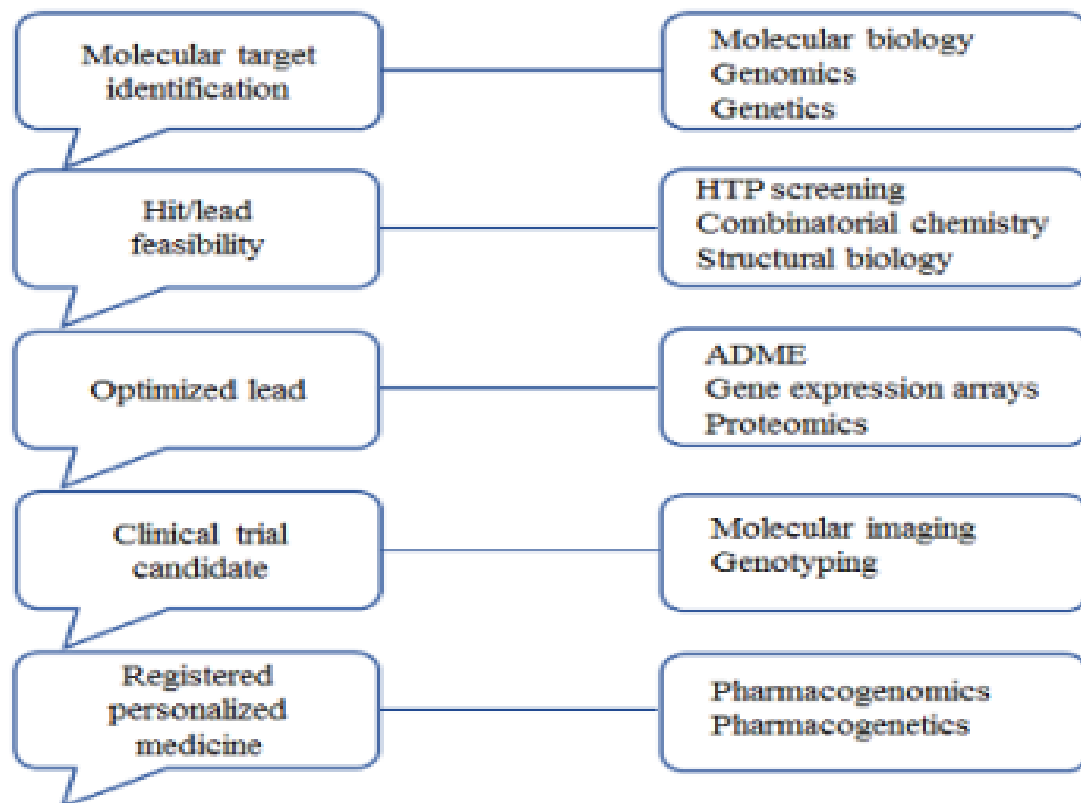 Molecular target
identification
Molecular biology
Genomics
Genetics
Hit/lead
feasibility
HTP screening
Combinatorial chemistry
Structural biology
Optimized lead
ADME
Gene expression arrays
Proteomics
Clinical trial
candidate
Molecular imaging
Genotyping
Registered
personalized
medicine
Pharmacogenomics
Pharmacogenetics